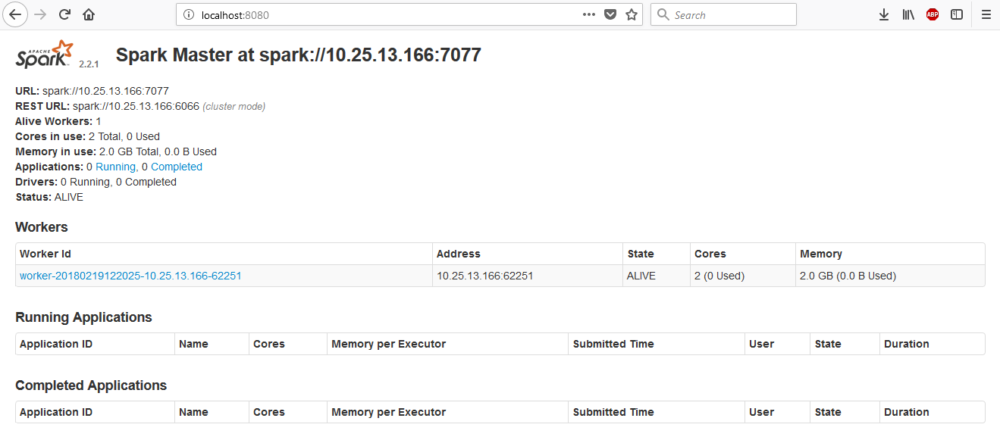 localhost:8080
Search
ABP
APACHE
Spark 2.2.1 Spark Master at spark://10.25.13.166:7077
URL: spark://10.25.13.166:7077
REST URL: spark://10.25.13.166:6066 (cluster mode)
Alive Workers: 1
Cores in use: 2 Total, 0 Used
Memory in use: 2.0 GB Total, 0.0 B Used
Applications: 0 Running, 0 Completed
Drivers: 0 Running, 0 Completed
Status: ALIVE
Workers
Worker Id Address State Cores Memory
worker-20180219122025-10.25.13.166-62251 10.25.13.166:62251 ALIVE 2 (0 Used) 2.0 GB (0.0 B Used)
Running Applications
Application ID Name Cores Memory per Executor Submitted Time User State Duration
Completed Applications
Application ID Name Cores Memory per Executor Submitted Time User State Duration